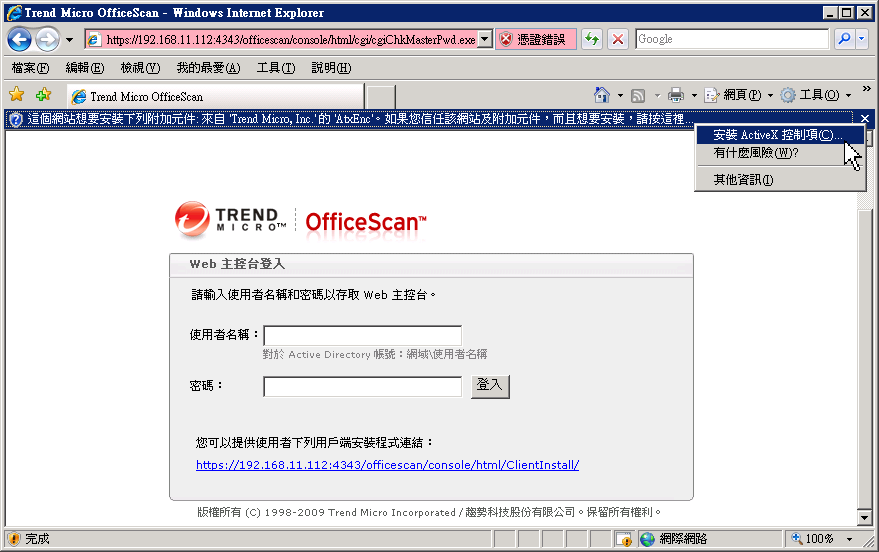 Trend Micro OfficeScan - Windows Internet Explorer
https://192.168.11.112:4343/officescan/console/html/cgi/cgiChkMasterPwd.exe
憑證錯誤
Google
檔案(F) 編輯(E) 檢視(V) 我的最愛(A) 工具(T) 說明(H)
Trend Micro OfficeScan
網頁(P)
工具(O)
這個網站想要安裝下列附加元件: 來自 'Trend Micro, Inc.' 的 'AtxEnc'。如果您信任該網站及附加元件，而且想要安裝，請按這裡...
安裝 ActiveX 控制項(C)...
有什麼風險(W)?
其他資訊(I)
TREND MICRO™ OfficeScan™
Web 主控台登入
請輸入使用者名稱和密碼以存取 Web 主控台。
使用者名稱：
對於 Active Directory 帳號：網域\使用者名稱
密碼：
登入
您可以提供使用者下列用戶端安裝程式連結：
https://192.168.11.112:4343/officescan/console/html/ClientInstall/
版權所有 (C) 1998-2009 Trend Micro Incorporated / 趨勢科技股份有限公司。保留所有權利。
完成
網際網路
100%